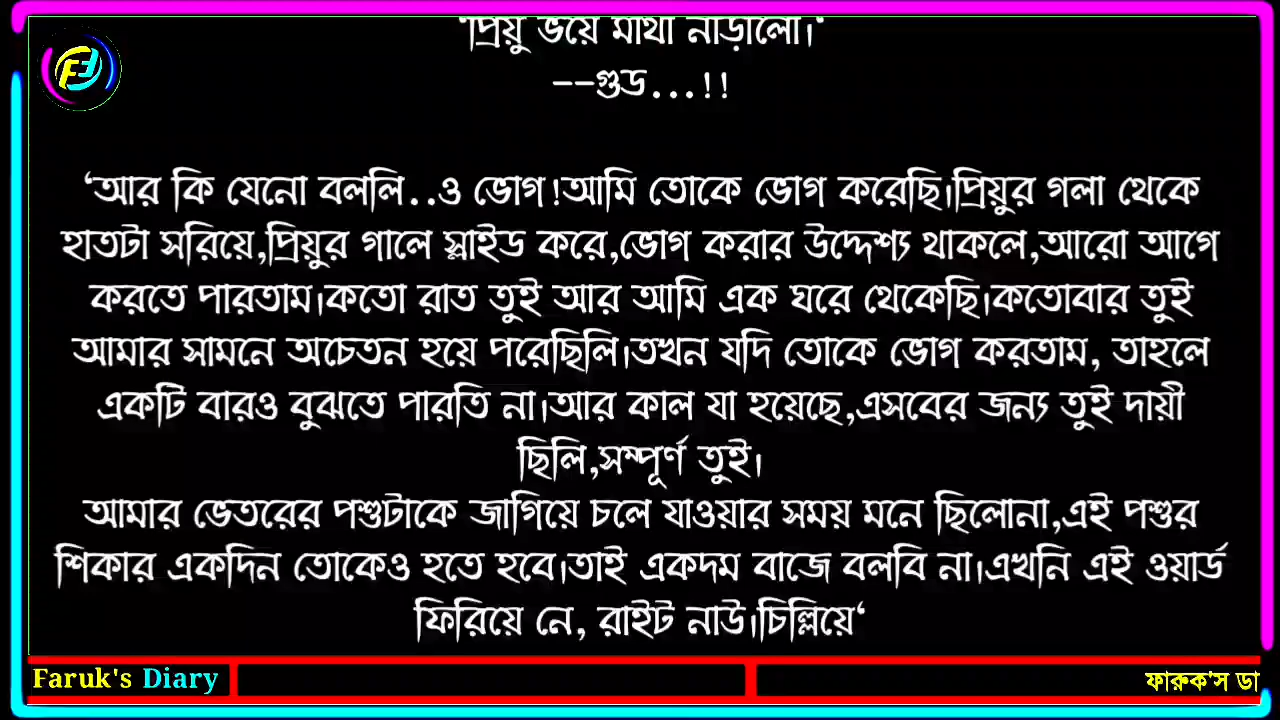 ‘প্রিয়ু ভয়ে মাথা নাড়ালো।‘
--গুড...!!
‘আর কি যেনো বললি..ও ভোগ!আমি তোকে ভোগ করেছি।প্রিয়ুর গলা থেকে
হাতটা সরিয়ে,প্রিয়ুর গালে স্লাইড করে,ভোগ করার উদ্দেশ্য থাকলে,আরো আগে
করতে পারতাম।কতো রাত তুই আর আমি এক ঘরে থেকেছি।কতোবার তুই
আমার সামনে অচেতন হয়ে পরেছিলি।তখন যদি তোকে ভোগ করতাম, তাহলে
একটি বারও বুঝতে পারতি না।আর কাল যা হয়েছে,এসবের জন্য তুই দায়ী
ছিলি,সম্পূর্ণ তুই।
আমার ভেতরের পশুটাকে জাগিয়ে চলে যাওয়ার সময় মনে ছিলোনা,এই পশুর
শিকার একদিন তোকেও হতে হবে।তাই একদম বাজে বলবি না।এখনি এই ওয়ার্ড
ফিরিয়ে নে, রাইট নাউ।চিল্লিয়ে‘
Faruk's Diary
ফারুক'স ডা